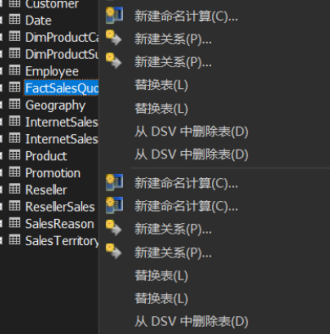 Customer
Date
DimProductCa
DimProductSu
Employee
FactSalesQuo
Geography
InternetSales
InternetSales
Product
Promotion
Reseller
ResellerSales
SalesReason
SalesTerritory
新建命名计算(C)...
新建关系(P)...
新建关系(P)...
替换表(L)
替换表(L)
从 DSV 中删除表(D)
从 DSV 中删除表(D)
新建命名计算(C)...
新建命名计算(C)...
新建关系(P)...
新建关系(P)...
替换表(L)
替换表(L)
从 DSV 中删除表(D)